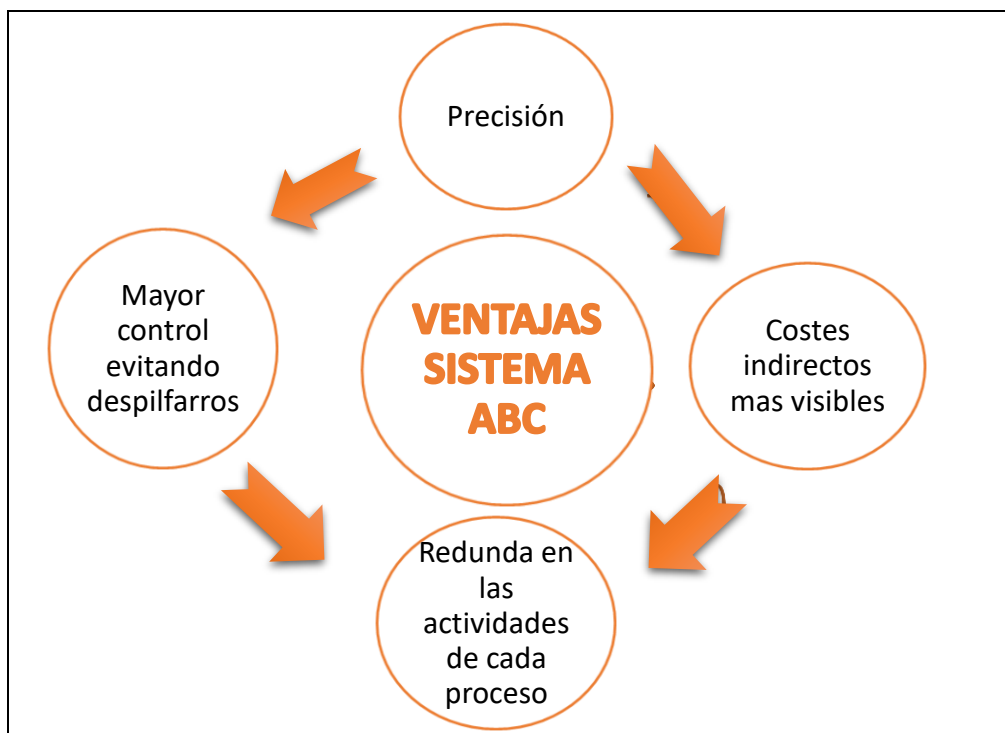 Precisión
Mayor
control
evitando
despilfarros
VENTAJAS
SISTEMA
ABC
Costes
indirectos
mas visibles
Redunda en
las
actividades
de cada
proceso